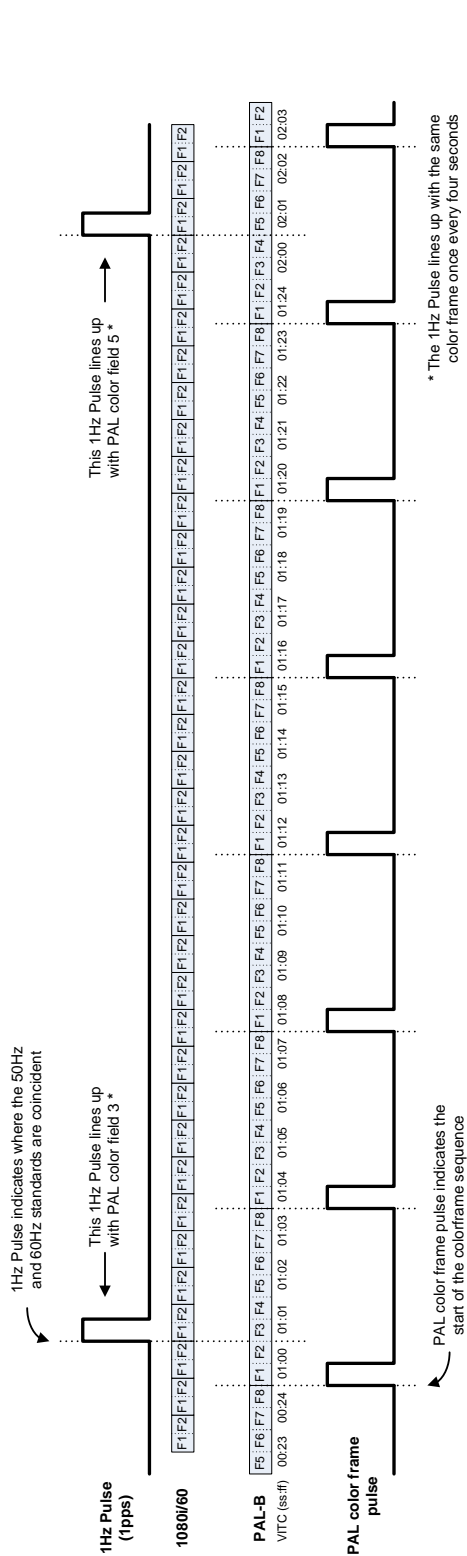 1Hz Pulse indicates where the 50Hz
and 60Hz standards are coincident
This 1Hz Pulse lines up
with PAL color field 3 *
This 1Hz Pulse lines up
with PAL color field 5 *
1Hz Pulse
(1pps)
1080i/60 F1 F2 F1 F2 F1 F2 F1 F2 F1 F2 F1 F2 F1 F2 F1 F2 F1 F2 F1 F2 F1 F2 F1 F2 F1 F2 F1 F2 F1 F2 F1 F2 F1 F2 F1 F2 F1 F2 F1 F2 F1 F2 F1 F2 F1 F2 F1 F2 F1 F2 F1 F2 F1 F2 F1 F2 F1 F2 F1 F2 F1 F2 F1 F2 F1 F2 F1 F2 F1 F2 F1 F2
PAL-B F5 F6 F7 F8 F1 F2 F3 F4 F5 F6 F7 F8 F1 F2 F3 F4 F5 F6 F7 F8 F1 F2 F3 F4 F5 F6 F7 F8 F1 F2 F3 F4 F5 F6 F7 F8 F1 F2 F3 F4 F5 F6 F7 F8 F1 F2 F3 F4 F5 F6 F7 F8 F1 F2 F3 F4 F5 F6 F7 F8 F1 F2
VITC (ss:ff) 00:23 00:24 01:00 01:01 01:02 01:03 01:04 01:05 01:06 01:07 01:08 01:09 01:10 01:11 01:12 01:13 01:14 01:15 01:16 01:17 01:18 01:19 01:20 01:21 01:22 01:23 01:24 02:00 02:01 02:02 02:03
PAL color frame
pulse
PAL color frame pulse indicates the
start of the colorframe sequence
* The 1Hz Pulse lines up with the same
color frame once every four seconds